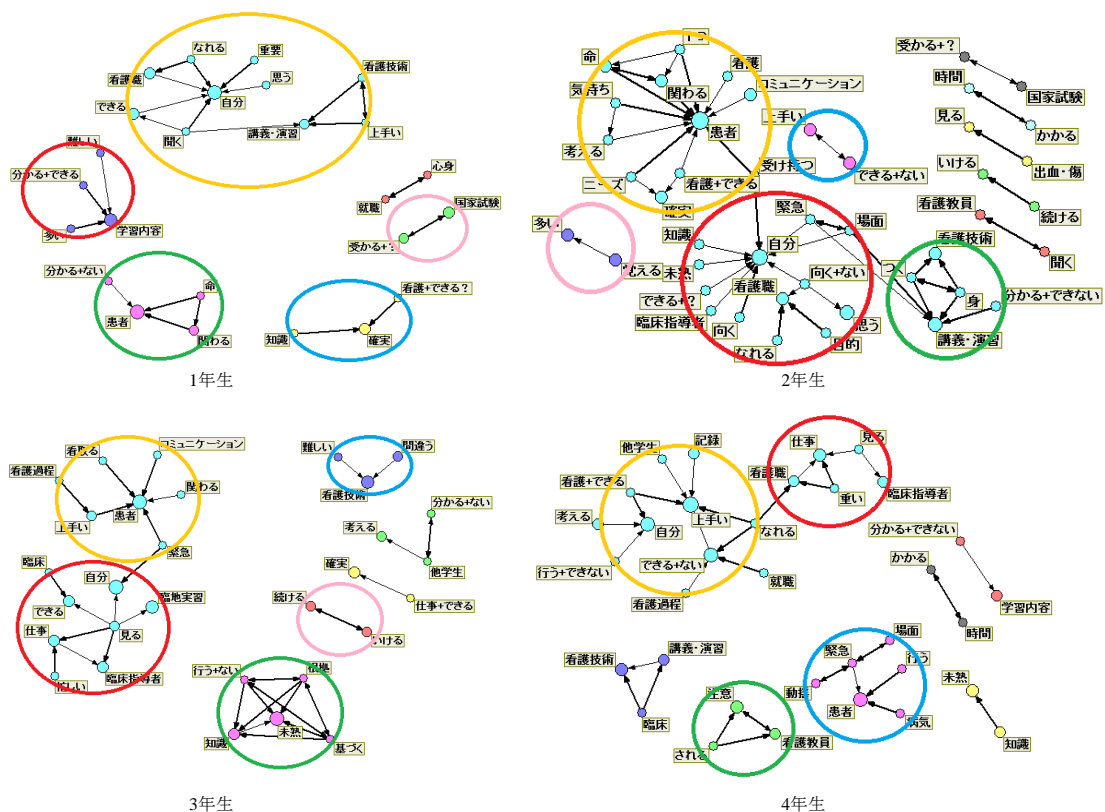 なれる
重要
看護職
思う
看護技術
自分
できる
聞く
講義・演習
上手い
難しい
分かる+できる
多い
学習内容
心身
就職
国家試験
受かる+?
分かる+ない
命
患者
関わる
看護+できる?
知識
確実
1年生
命
看護
関わる
コミュニケーション
気持ち
患者
上手い
考える
受け持つ
できる+ない
ニーズ
看護+できる
確実
多い
覚える
受かる+?
国家試験
時間
かかる
見る
出血・傷
いける
続ける
看護教員
聞く
緊急
場面
知識
自分
未熟
向く+ない
できる+?
看護職
臨床指導者
向く
思う
なれる
目的
看護技術
つく
身
分かる+できない
講義・演習
2年生
看取る
コミュニケーション
看護過程
関わる
患者
上手い
緊急
臨床
自分
できる
臨地実習
仕事
見る
忙しい
臨床指導者
難しい
間違う
看護技術
分かる+ない
考える
他学生
確実
仕事+できる
続ける
いける
行う+ない
根拠
未熟
知識
基づく
3年生
他学生
記録
看護+できる
上手い
考える
自分
なれる
できる+ない
行う+できない
就職
看護過程
仕事
見る
看護職
重い
臨床指導者
分かる+できない
かかる
学習内容
時間
看護技術
講義・演習
臨床
注意
される
看護教員
場面
緊急
行う
動揺
患者
病気
未熟
知識
4年生